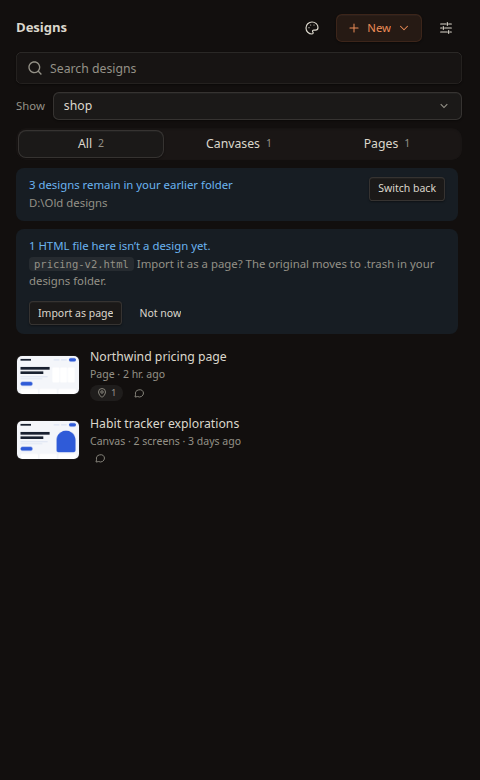 Designs
New
Search designs
Show
shop
All 2
Canvases 1
Pages 1
3 designs remain in your earlier folder
D:\Old designs
Switch back
1 HTML file here isn't a design yet.
pricing-v2.html Import it as a page? The original moves to .trash in your
designs folder.
Import as page
Not now
Northwind pricing page
Page · 2 hr. ago
1
Habit tracker explorations
Canvas · 2 screens · 3 days ago